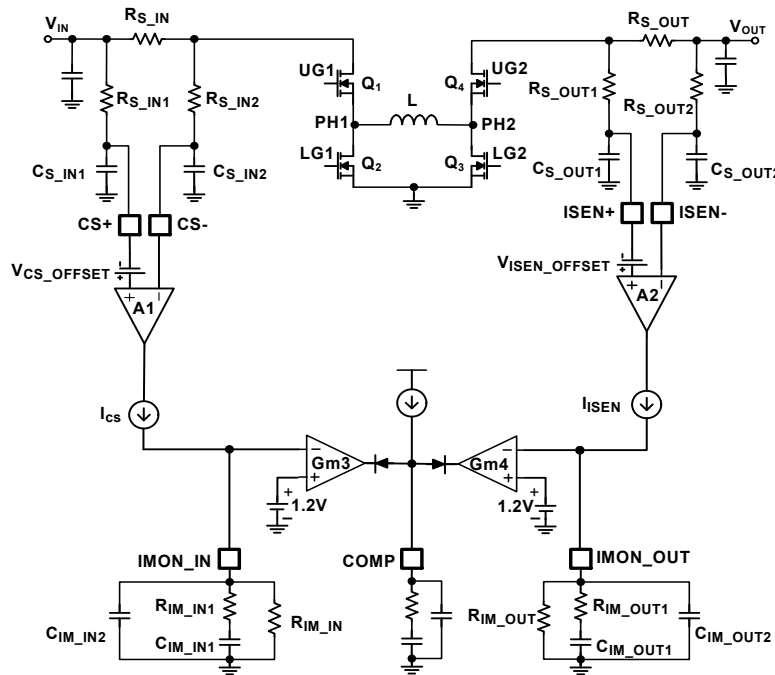 VIN
RS_IN
RS_OUT
VOUT
RS_IN1
RS_IN2
UG1
Q1
UG2
Q4
RS_OUT1
RS_OUT2
L
PH1
PH2
CS_IN1
CS_IN2
LG1
Q2
LG2
Q3
CS_OUT1
CS_OUT2
CS+
CS-
ISEN+
ISEN-
VCS_OFFSET
- +
+ −
A1
VISEN_OFFSET
- +
+ −
A2
ICS
IISEN
−
Gm3
+
−
Gm4
+
+
1.2V
−
+
1.2V
−
IMON_IN
COMP
IMON_OUT
CIM_IN2
RIM_IN1
CIM_IN1
RIM_IN
RIM_OUT
RIM_OUT1
CIM_OUT1
CIM_OUT2